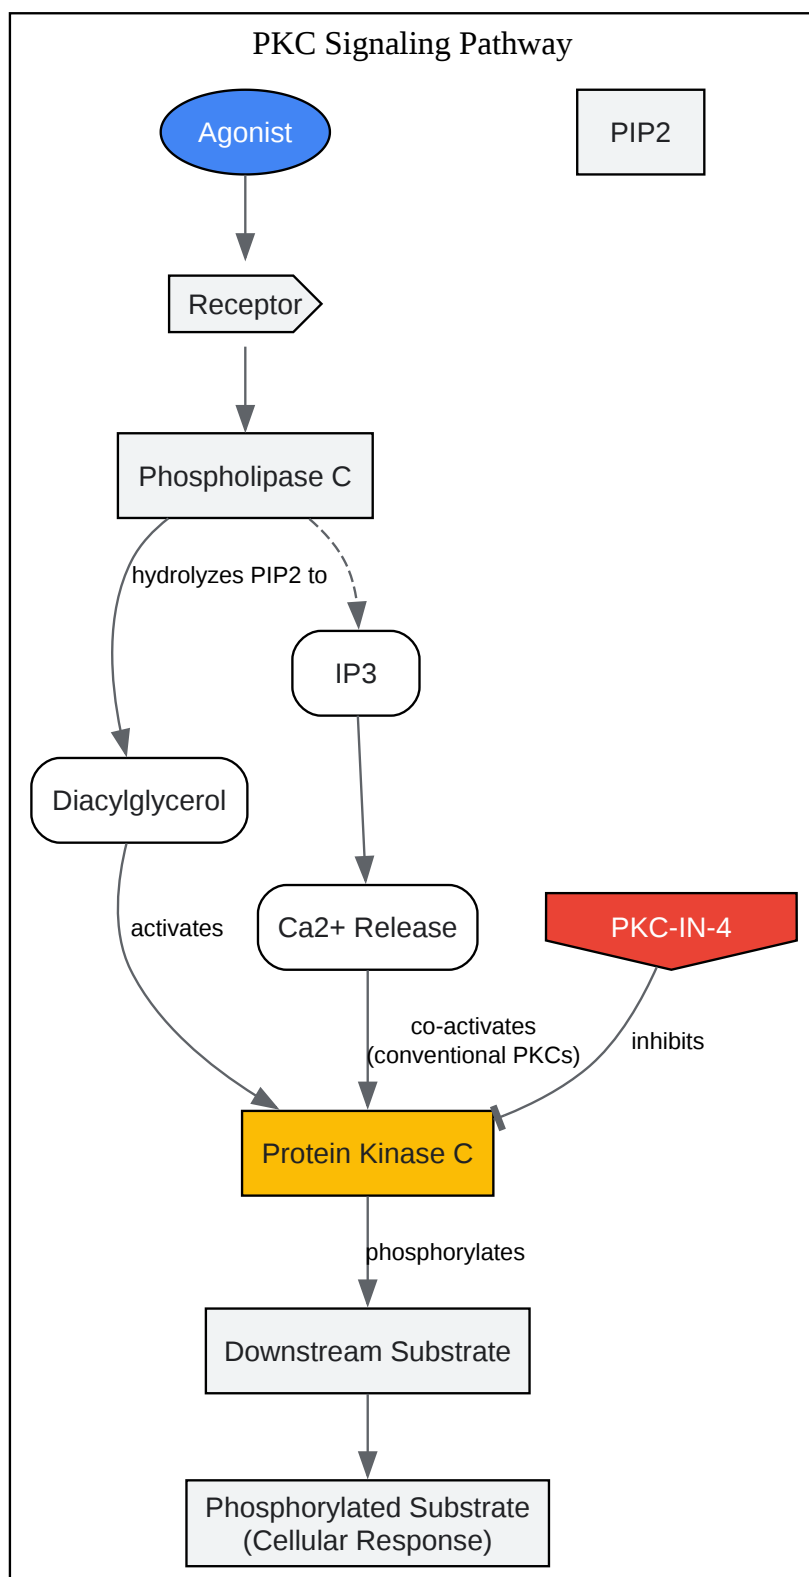 PKC Signaling Pathway
Agonist
PIP2
Receptor
Phospholipase C
hydrolyzes PIP2 to
IP3
Diacylglycerol
activates
Ca2+ Release
PKC-IN-4
co-activates
(conventional PKCs)
inhibits
Protein Kinase C
phosphorylates
Downstream Substrate
Phosphorylated Substrate
(Cellular Response)